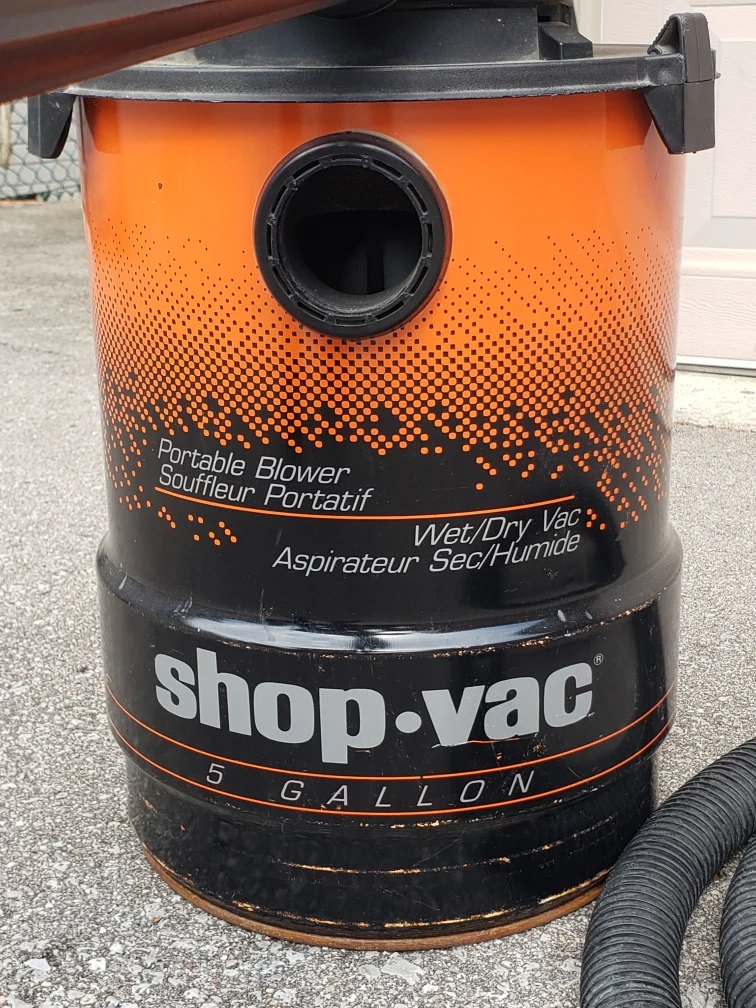 Portable Blower
Souffleur Portatif
Wet/Dry Vac
Aspirateur Sec/Humide
shop·vac®
5 GALLON